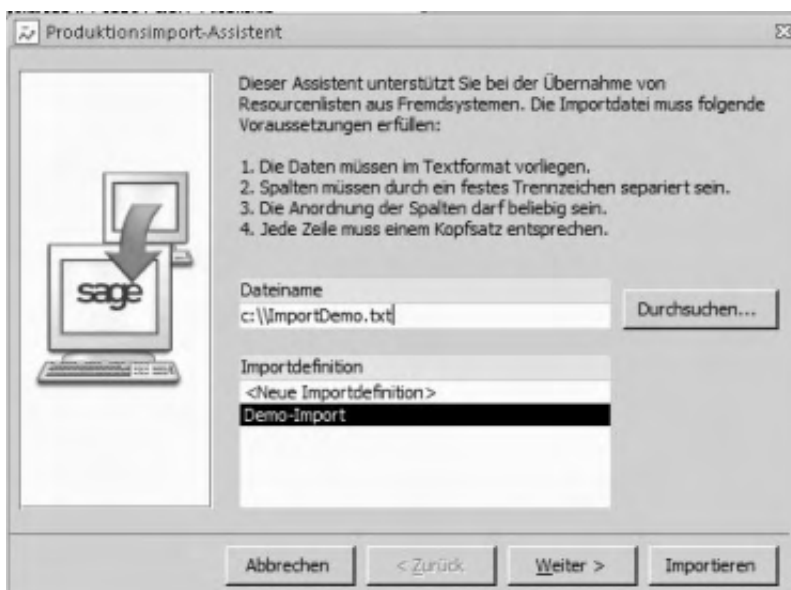 Produktionsimport-Assistent
Dieser Assistent unterstützt Sie bei der Übernahme von
Resourcenlisten aus Fremdsystemen. Die Importdatei muss folgende
Voraussetzungen erfüllen:
1. Die Daten müssen im Textformat vorliegen.
2. Spalten müssen durch ein festes Trennzeichen separiert sein.
3. Die Anordnung der Spalten darf beliebig sein.
4. Jede Zeile muss einem Kopfsatz entsprechen.
sage
Dateiname
c:\\ImportDemo.txt
Durchsuchen...
Importdefinition
<Neue Importdefinition>
Demo-Import
Abbrechen
< Zurück
Weiter >
Importieren